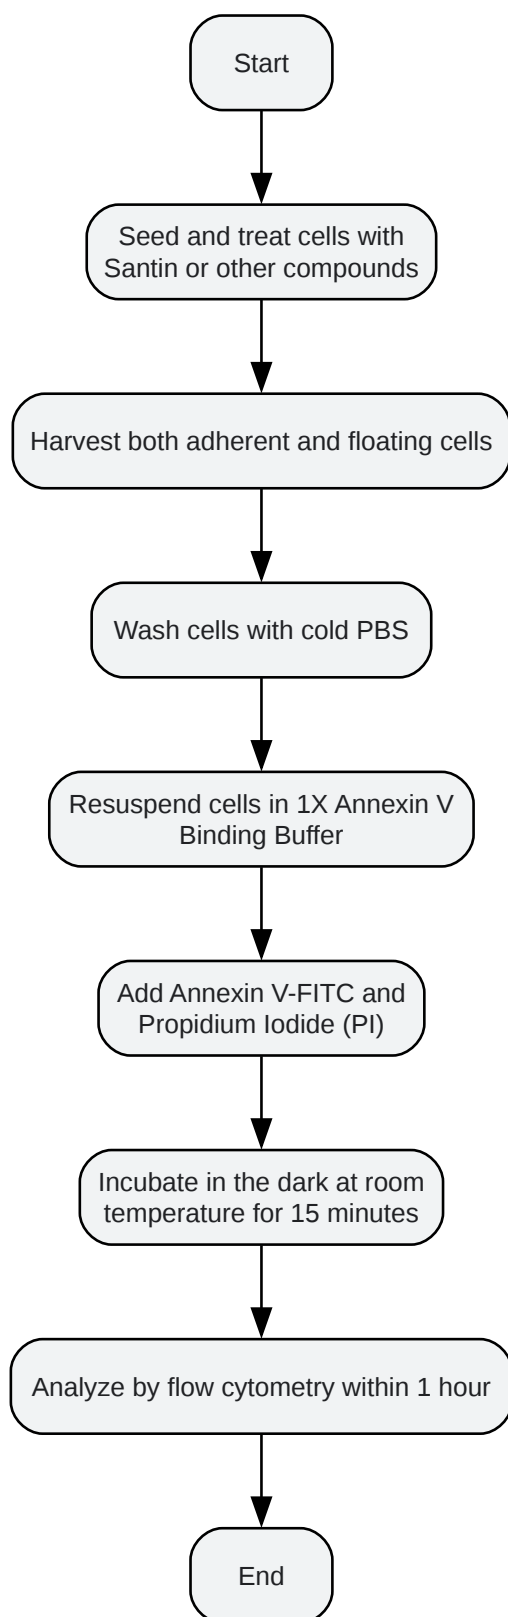 Start
Seed and treat cells with
Santin or other compounds
Harvest both adherent and floating cells
Wash cells with cold PBS
Resuspend cells in 1X Annexin V
Binding Buffer
Add Annexin V-FITC and
Propidium Iodide (PI)
Incubate in the dark at room
temperature for 15 minutes
Analyze by flow cytometry within 1 hour
End